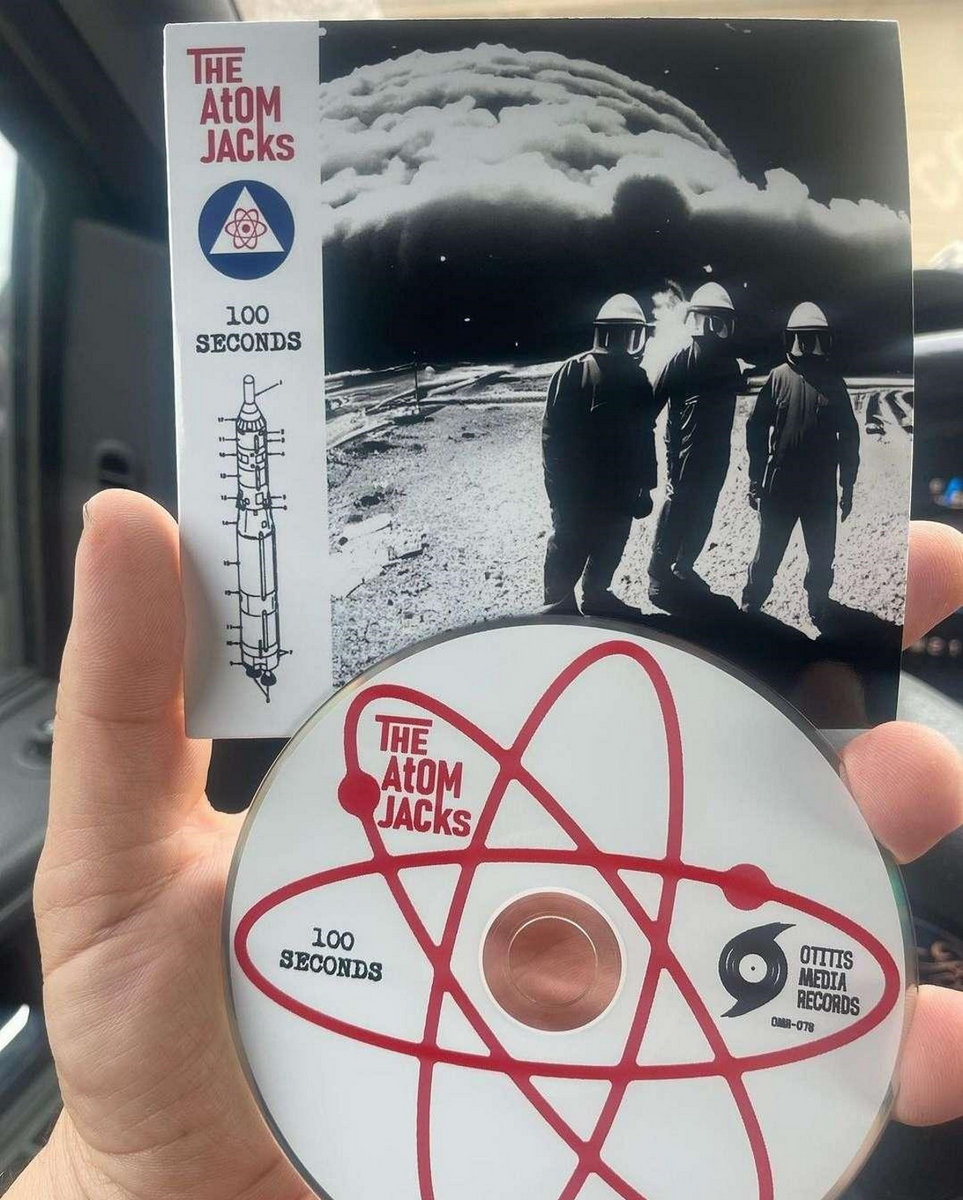 THE
AtOM
JACks
100
SECONDS
THE
AtOM
JACks
100
SECONDS
OTITIS
MEDIA
RECORDS
OMR-078